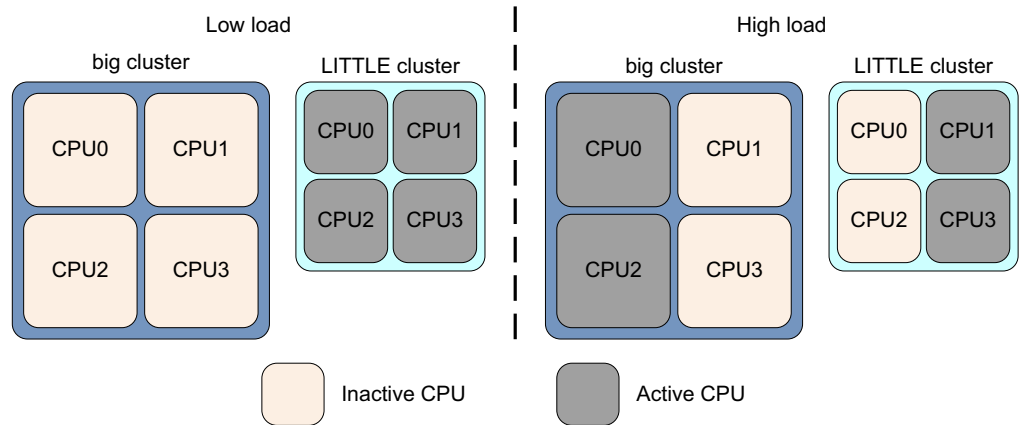 Low load
big cluster
LITTLE cluster
CPU0
CPU1
CPU2
CPU3
CPU0
CPU1
CPU2
CPU3
High load
big cluster
LITTLE cluster
CPU0
CPU1
CPU2
CPU3
CPU0
CPU1
CPU2
CPU3
Inactive CPU
Active CPU